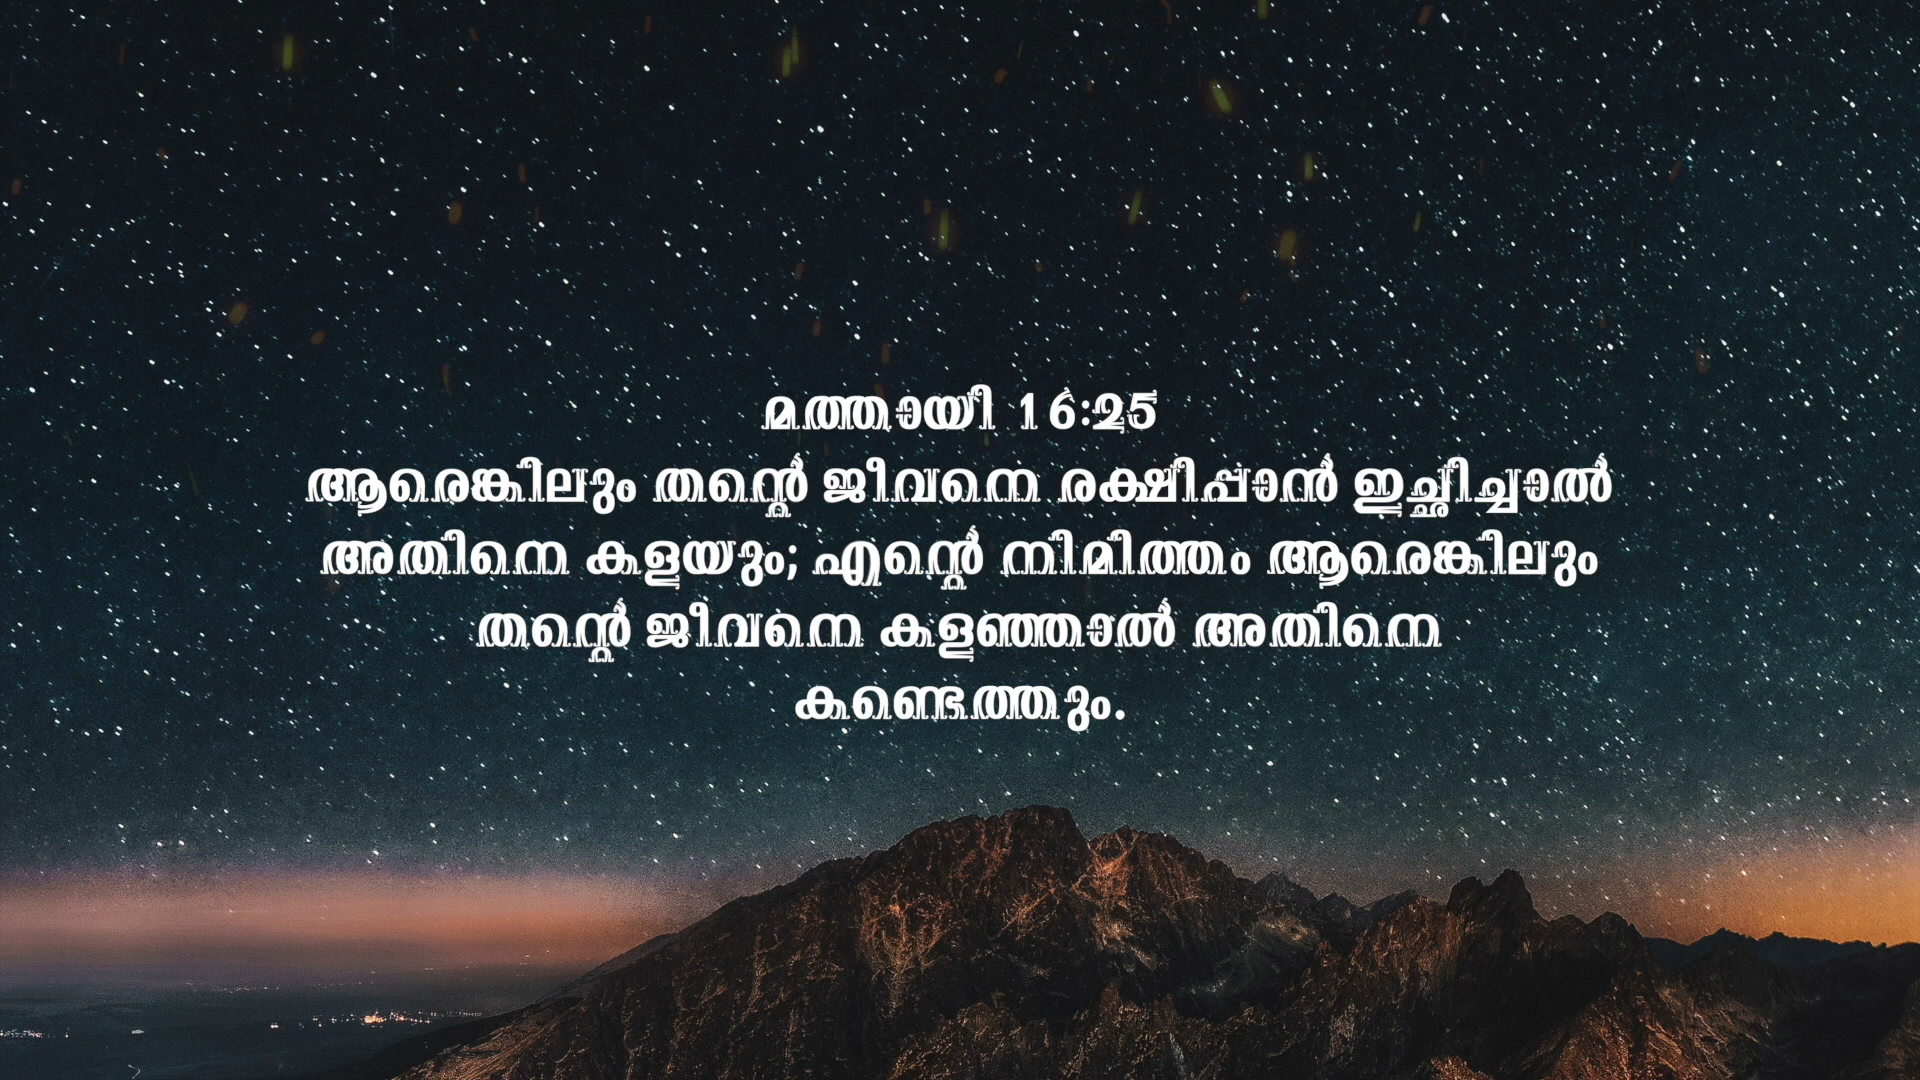 മത്തായി 16:25
ആരെങ്കിലും തന്റെ ജീവനെ രക്ഷിപ്പാൻ ഇച്ഛിച്ചാൽ
അതിനെ കളയും; എന്റെ നിമിത്തം ആരെങ്കിലും
തന്റെ ജീവനെ കളഞ്ഞാൽ അതിനെ
കണ്ടെത്തും.